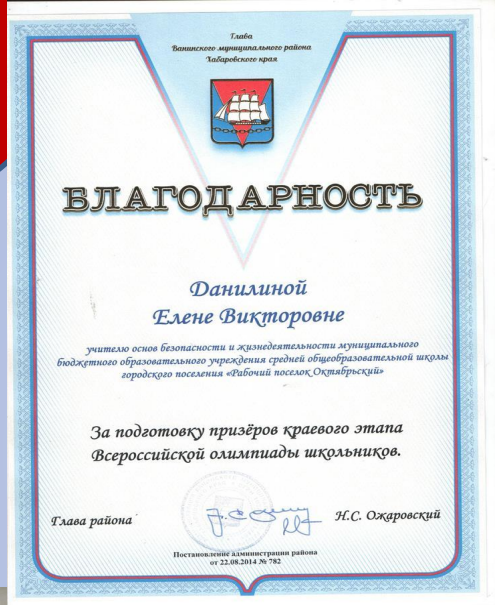 Глава
Ванинского муниципального района
Хабаровского края
БЛАГОДАРНОСТЬ
Данилиной
Елене Викторовне
учителю основ безопасности и жизнедеятельности муниципального
бюджетного образовательного учреждения средней общеобразовательной школы
городского поселения «Рабочий поселок Октябрьский»
За подготовку призёров краевого этапа
Всероссийской олимпиады школьников.
Глава района
Н.С. Ожаровский
Постановление администрации района
от 22.08.2014 № 782